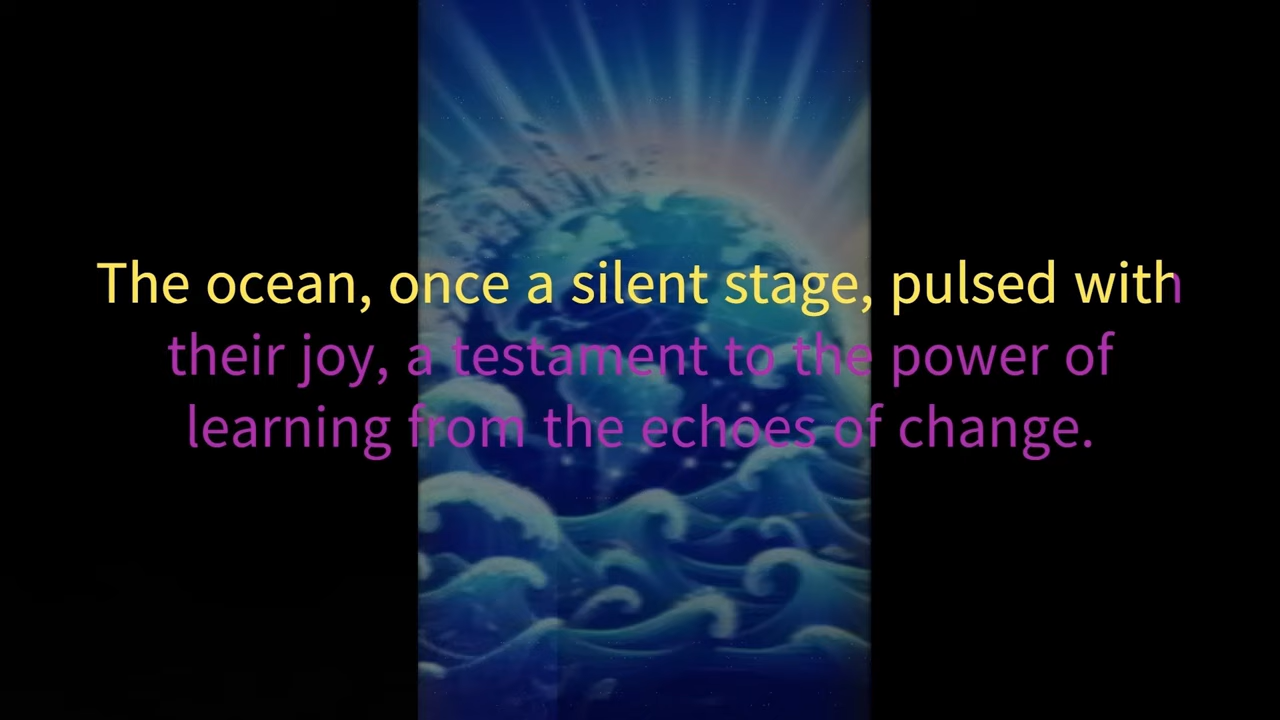 The ocean, once a silent stage, pulsed with
their joy, a testament to the power of
learning from the echoes of change.